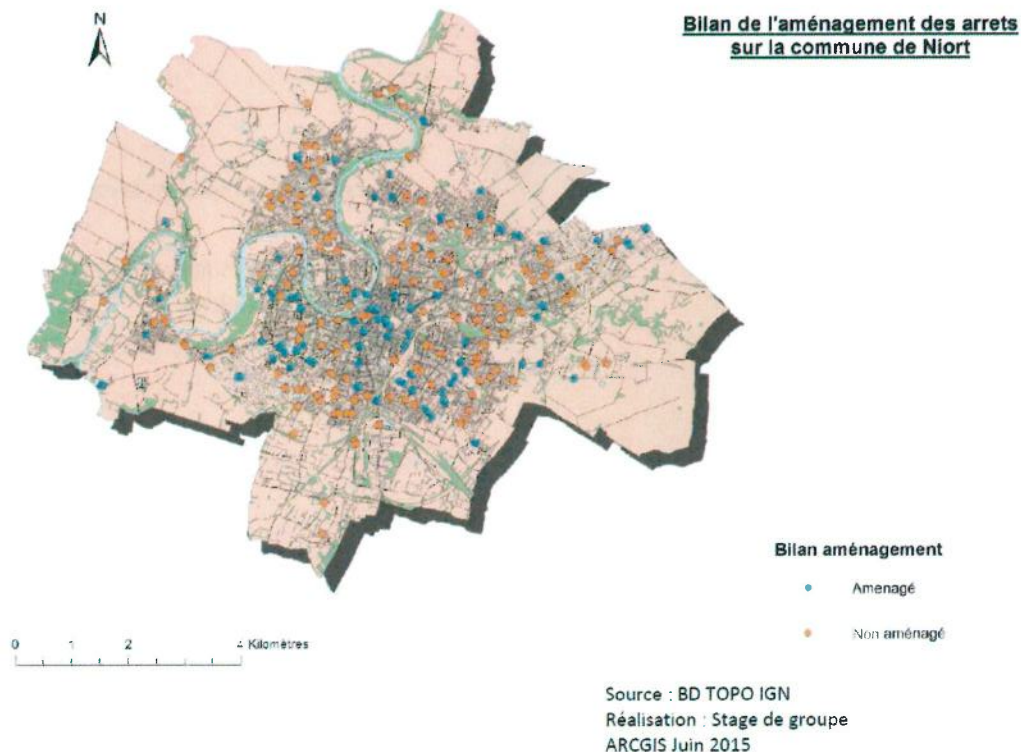 N
Bilan de l'aménagement des arrets
sur la commune de Niort
Bilan aménagement
Amenagé
Non aménagé
0 1 2 4 Kilomètres
Source : BD TOPO IGN
Réalisation : Stage de groupe
ARCGIS Juin 2015